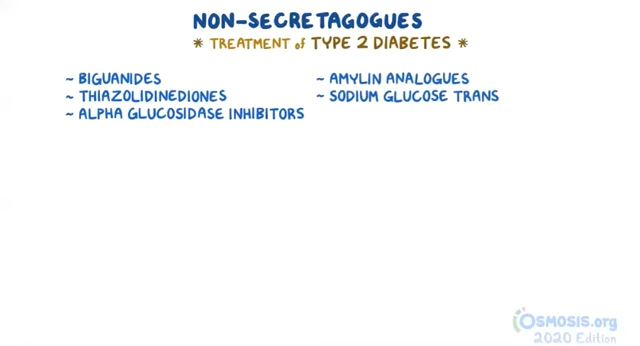 NON-SECRETAGOGUES
* TREATMENT of TYPE 2 DIABETES *
~ BIGUANIDES
~ THIAZOLIDINEDIONES
~ ALPHA GLUCOSIDASE INHIBITORS
~ AMYLIN ANALOGUES
~ SODIUM GLUCOSE TRANS
OSMOSIS.org
2020 Edition